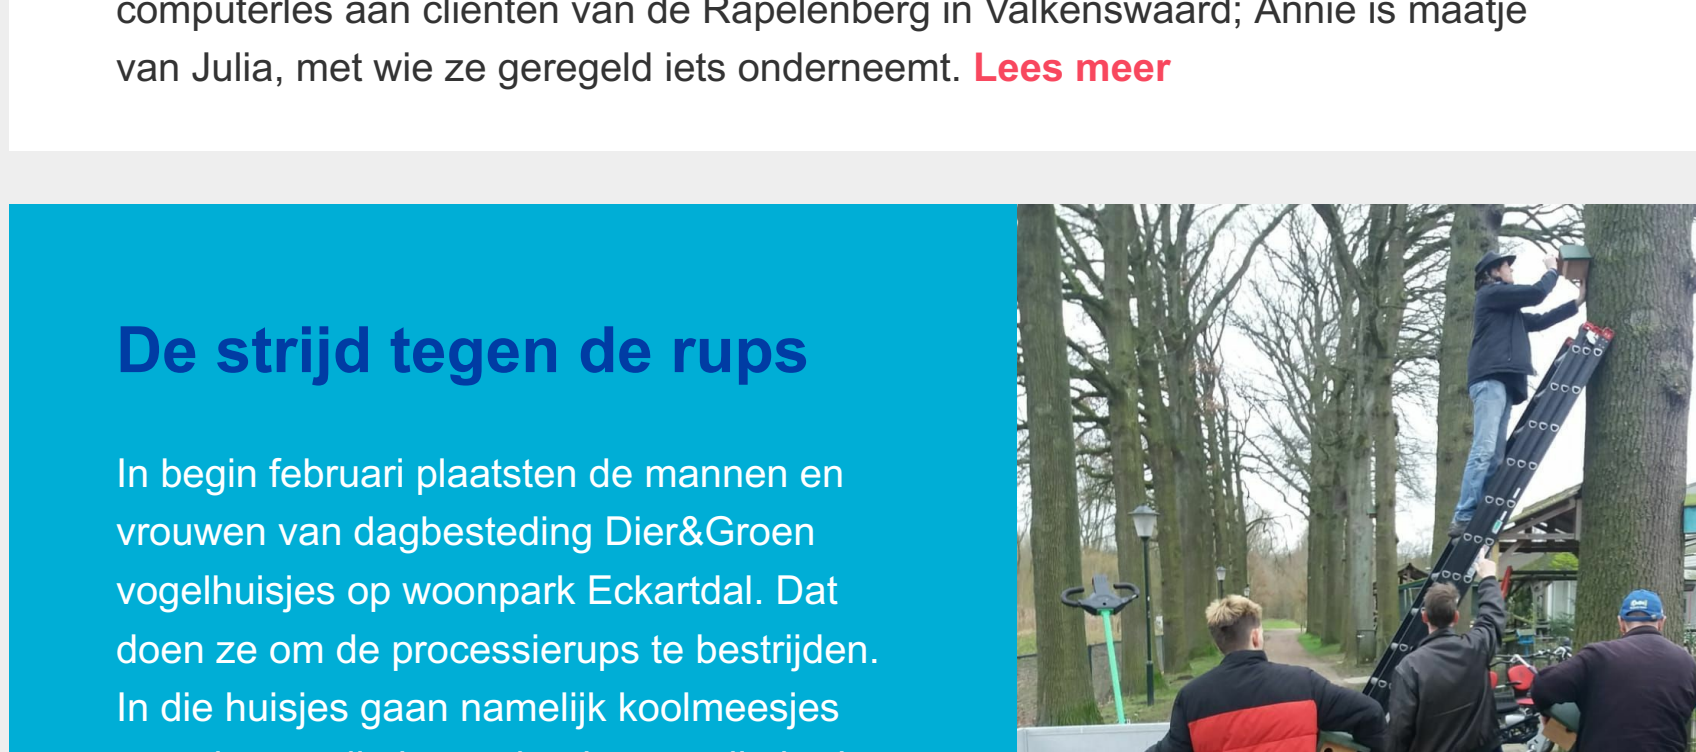 computerles aan cliënten van de Rapelenberg in Valkenswaard; Annie is maatje
van Julia, met wie ze geregeld iets onderneemt. Lees meer
De strijd tegen de rups
In begin februari plaatsten de mannen en
vrouwen van dagbesteding Dier&Groen
vogelhuisjes op woonpark Eckartdal. Dat
doen ze om de processierups te bestrijden.
In die huisjes gaan namelijk koolmeesjes